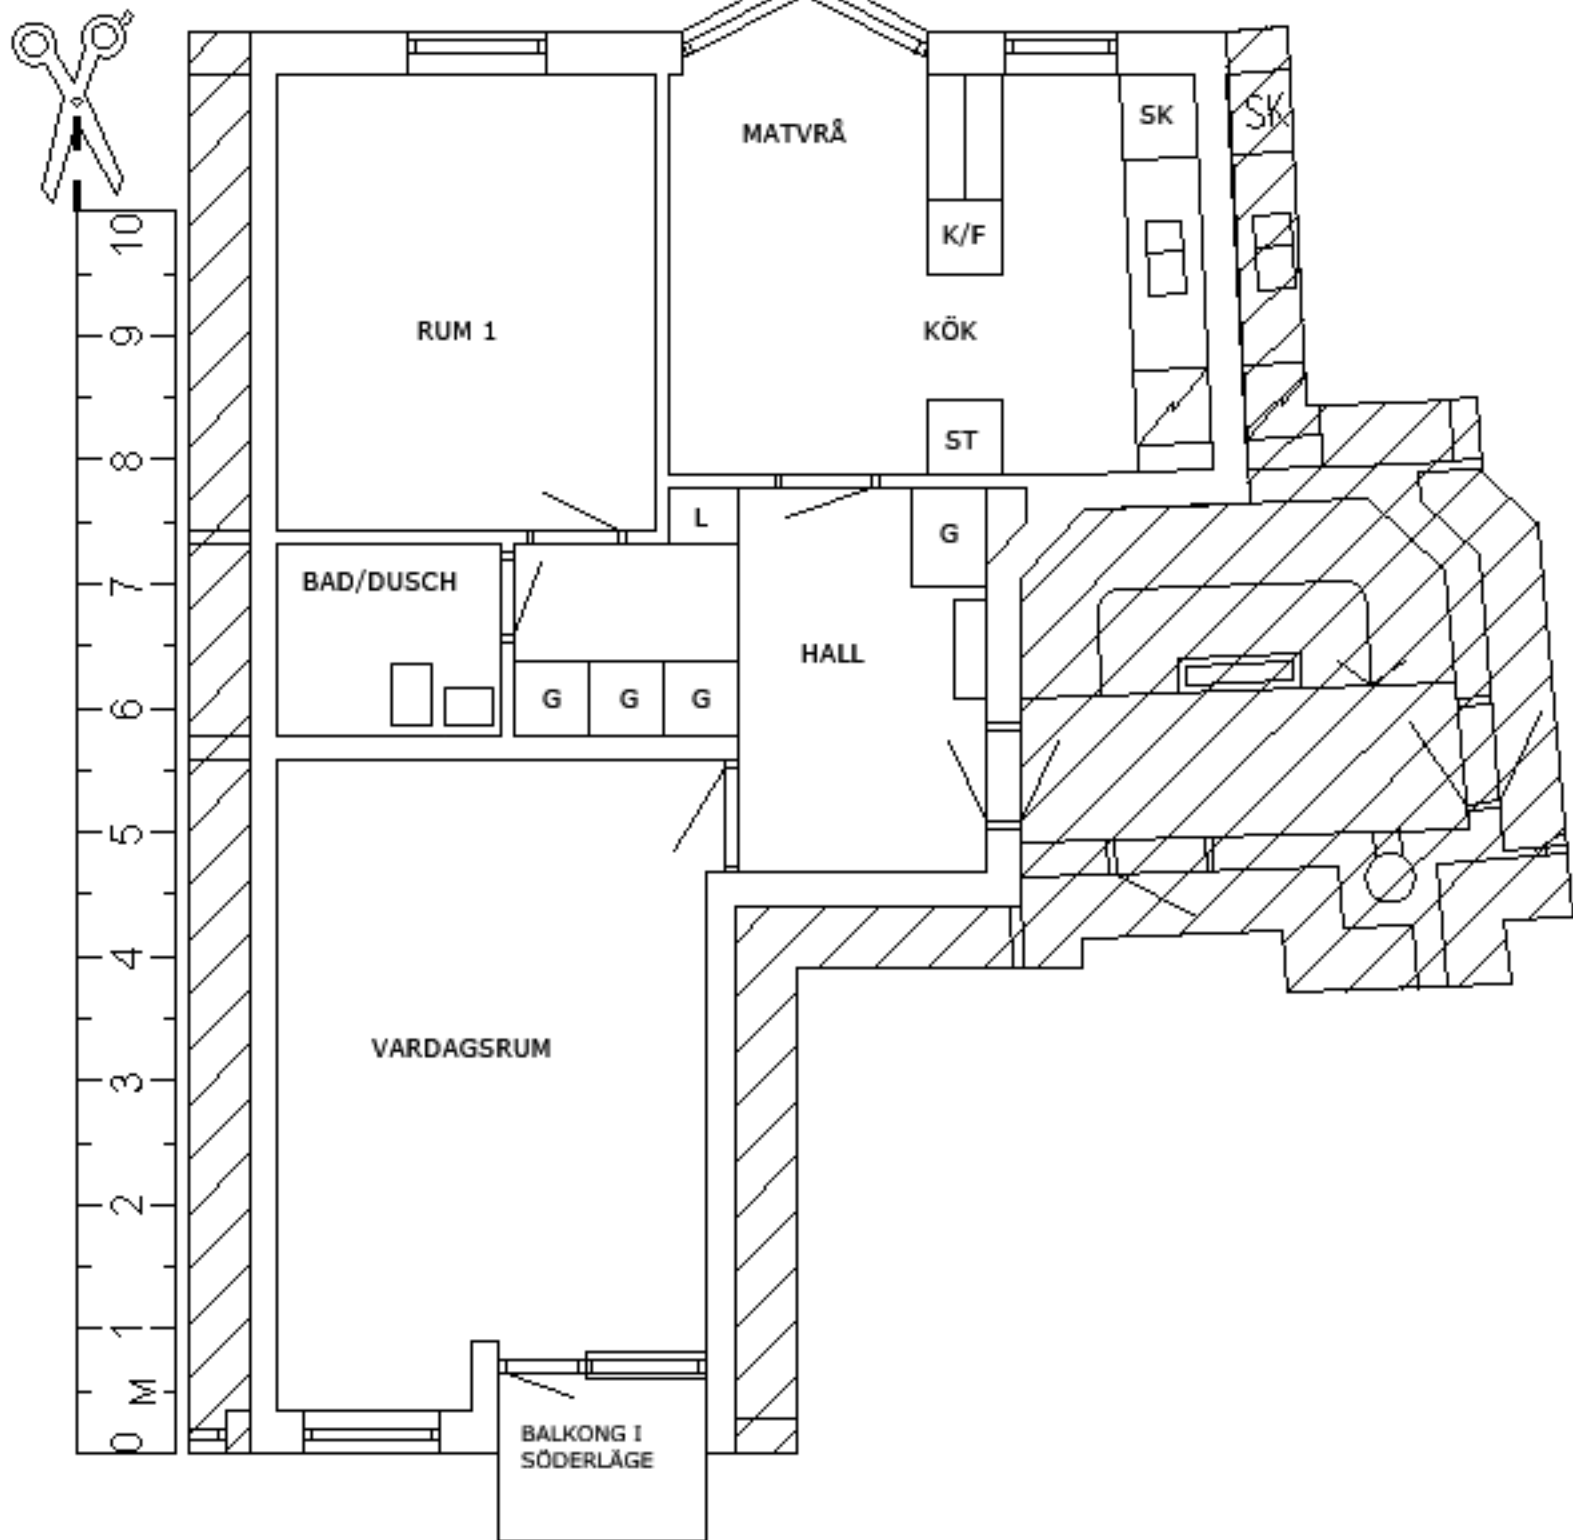 MATVRÅ
SK
SK
K/F
RUM 1
KÖK
ST
L
G
BAD/DUSCH
HALL
G
G
G
VARDAGSRUM
BALKONG I
SÖDERLÄGE
10
9
8
7
6
5
4
3
2
1
M
0